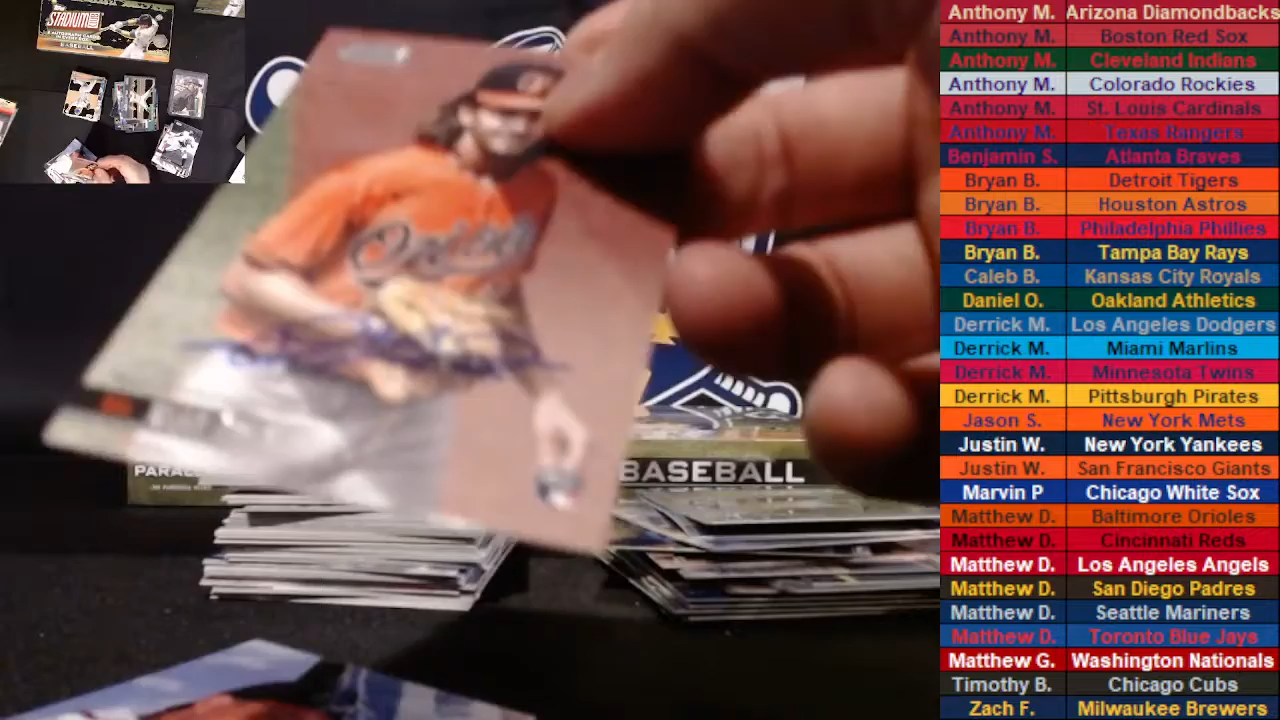 STADIUM
BASEBALL
Orioles
PARAL
BASEBALL
Anthony M. Arizona Diamondbacks
Anthony M. Boston Red Sox
Anthony M. Cleveland Indians
Anthony M. Colorado Rockies
Anthony M. St. Louis Cardinals
Anthony M. Texas Rangers
Benjamin S. Atlanta Braves
Bryan B. Detroit Tigers
Bryan B. Houston Astros
Bryan B. Philadelphia Phillies
Bryan B. Tampa Bay Rays
Caleb B. Kansas City Royals
Daniel O. Oakland Athletics
Derrick M. Los Angeles Dodgers
Derrick M. Miami Marlins
Derrick M. Minnesota Twins
Derrick M. Pittsburgh Pirates
Jason S. New York Mets
Justin W. New York Yankees
Justin W. San Francisco Giants
Marvin P Chicago White Sox
Matthew D. Baltimore Orioles
Matthew D. Cincinnati Reds
Matthew D. Los Angeles Angels
Matthew D. San Diego Padres
Matthew D. Seattle Mariners
Matthew D. Toronto Blue Jays
Matthew G. Washington Nationals
Timothy B. Chicago Cubs
Zach F. Milwaukee Brewers